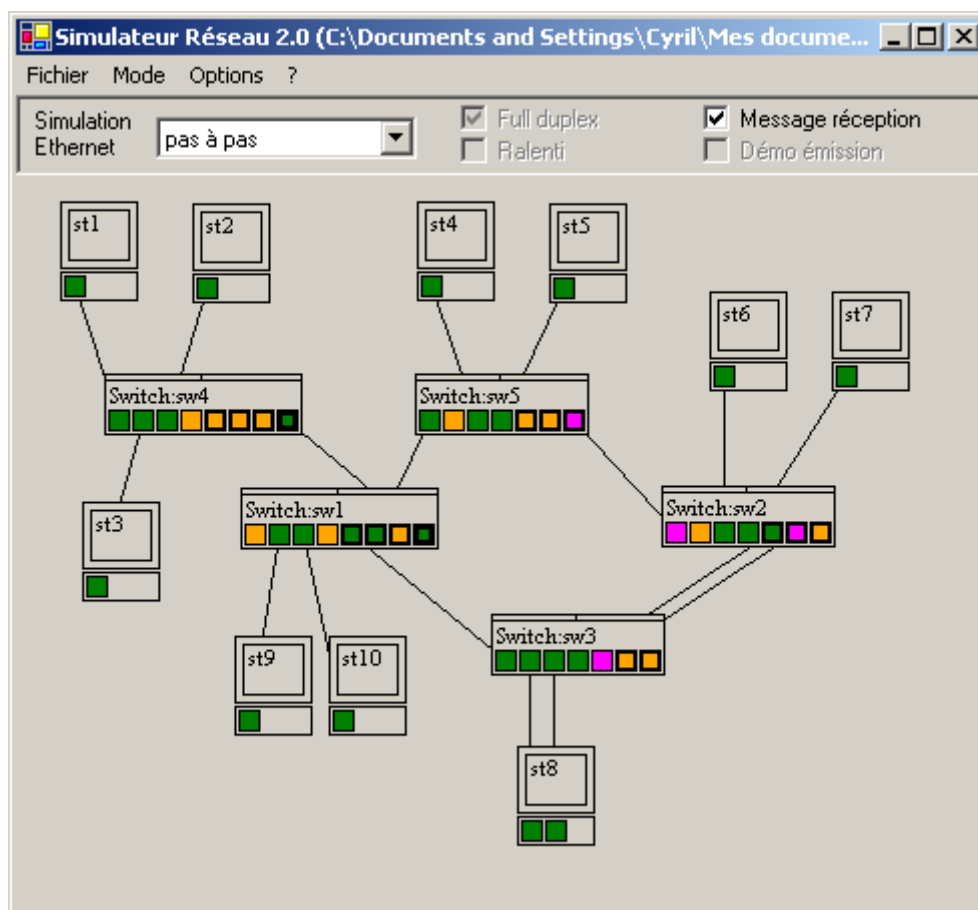 Simulateur Réseau 2.0 (C:\Documents and Settings\Cyril\Mes docume...
Fichier Mode Options ?
Simulation Ethernet
pas à pas
Full duplex
Ralenti
Message réception
Démo émission
st1
st2
st4
st5
st6
st7
Switch:sw4
Switch:sw5
st3
Switch:sw1
Switch:sw2
Switch:sw3
st9
st10
st8